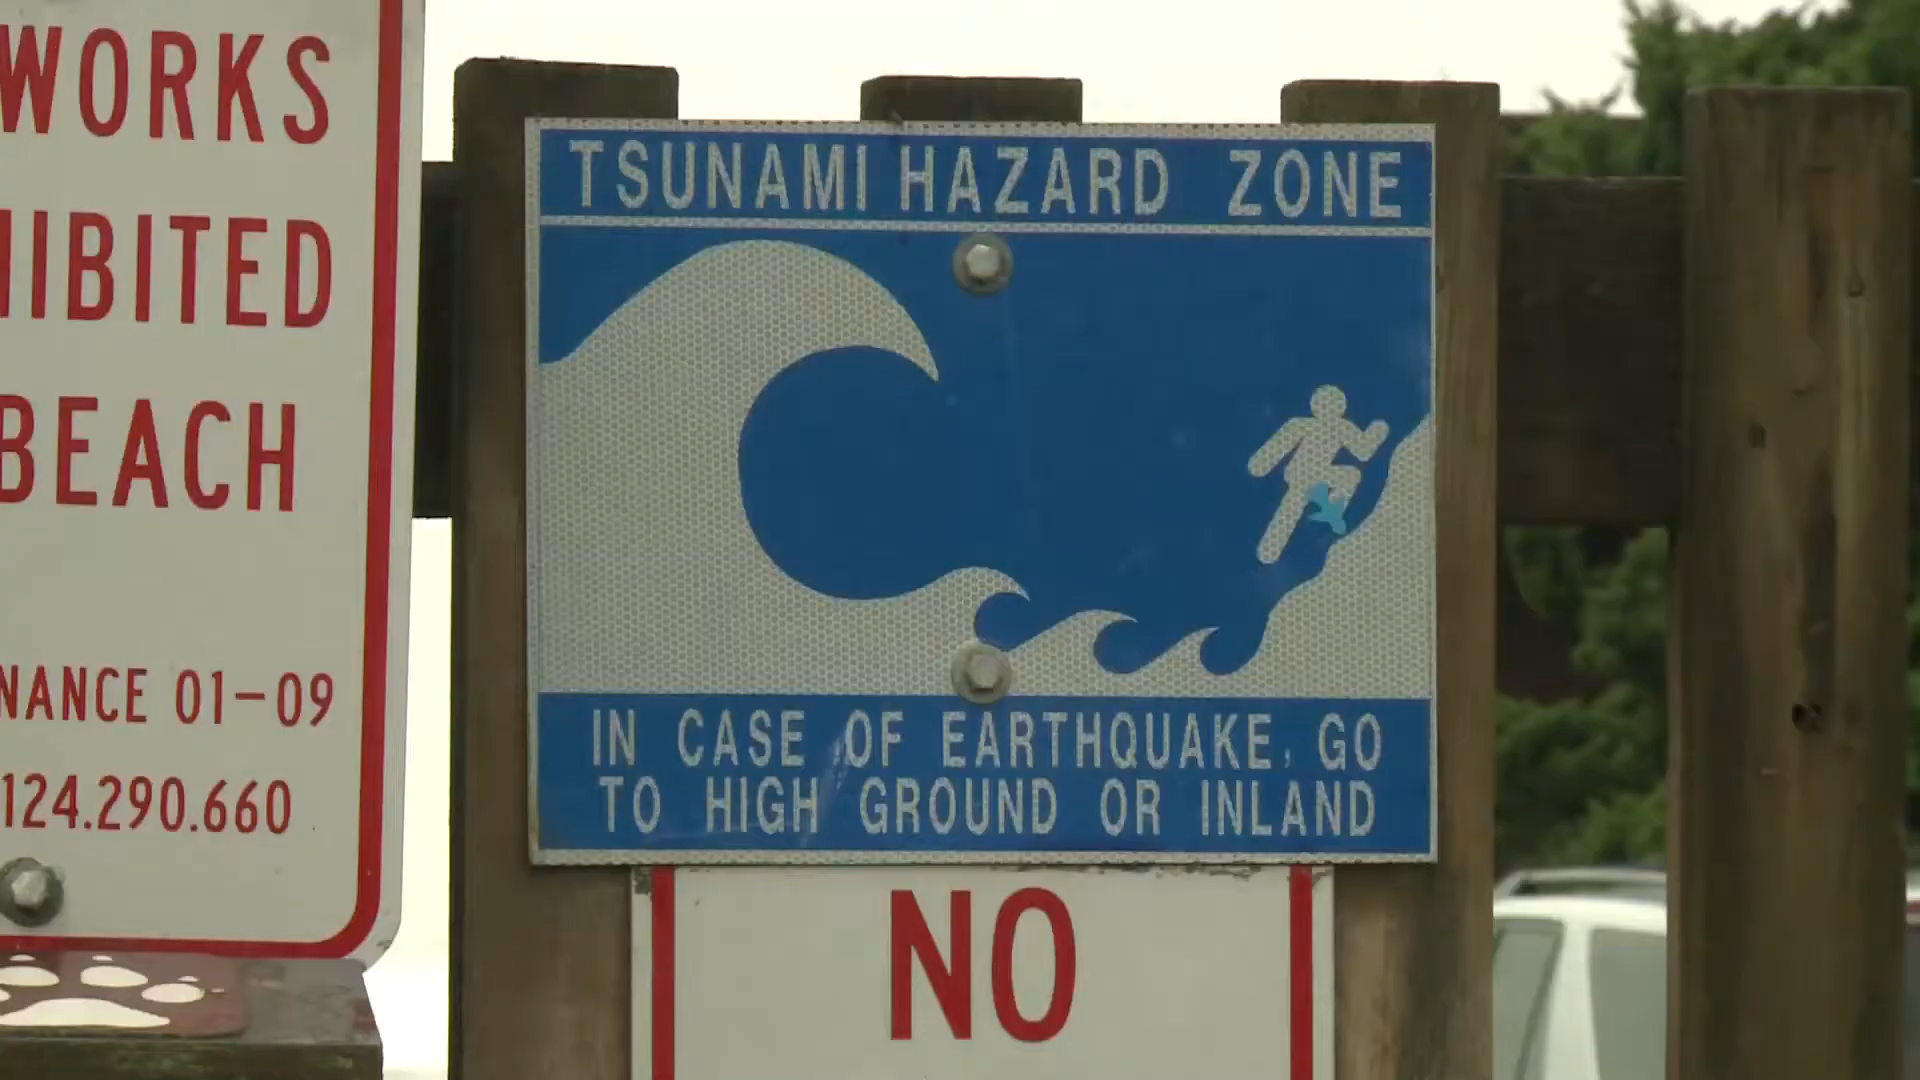 WORKS
HIBITED
BEACH
NANCE 01-09
124.290.660
TSUNAMI HAZARD ZONE
IN CASE OF EARTHQUAKE, GO
TO HIGH GROUND OR INLAND
NO